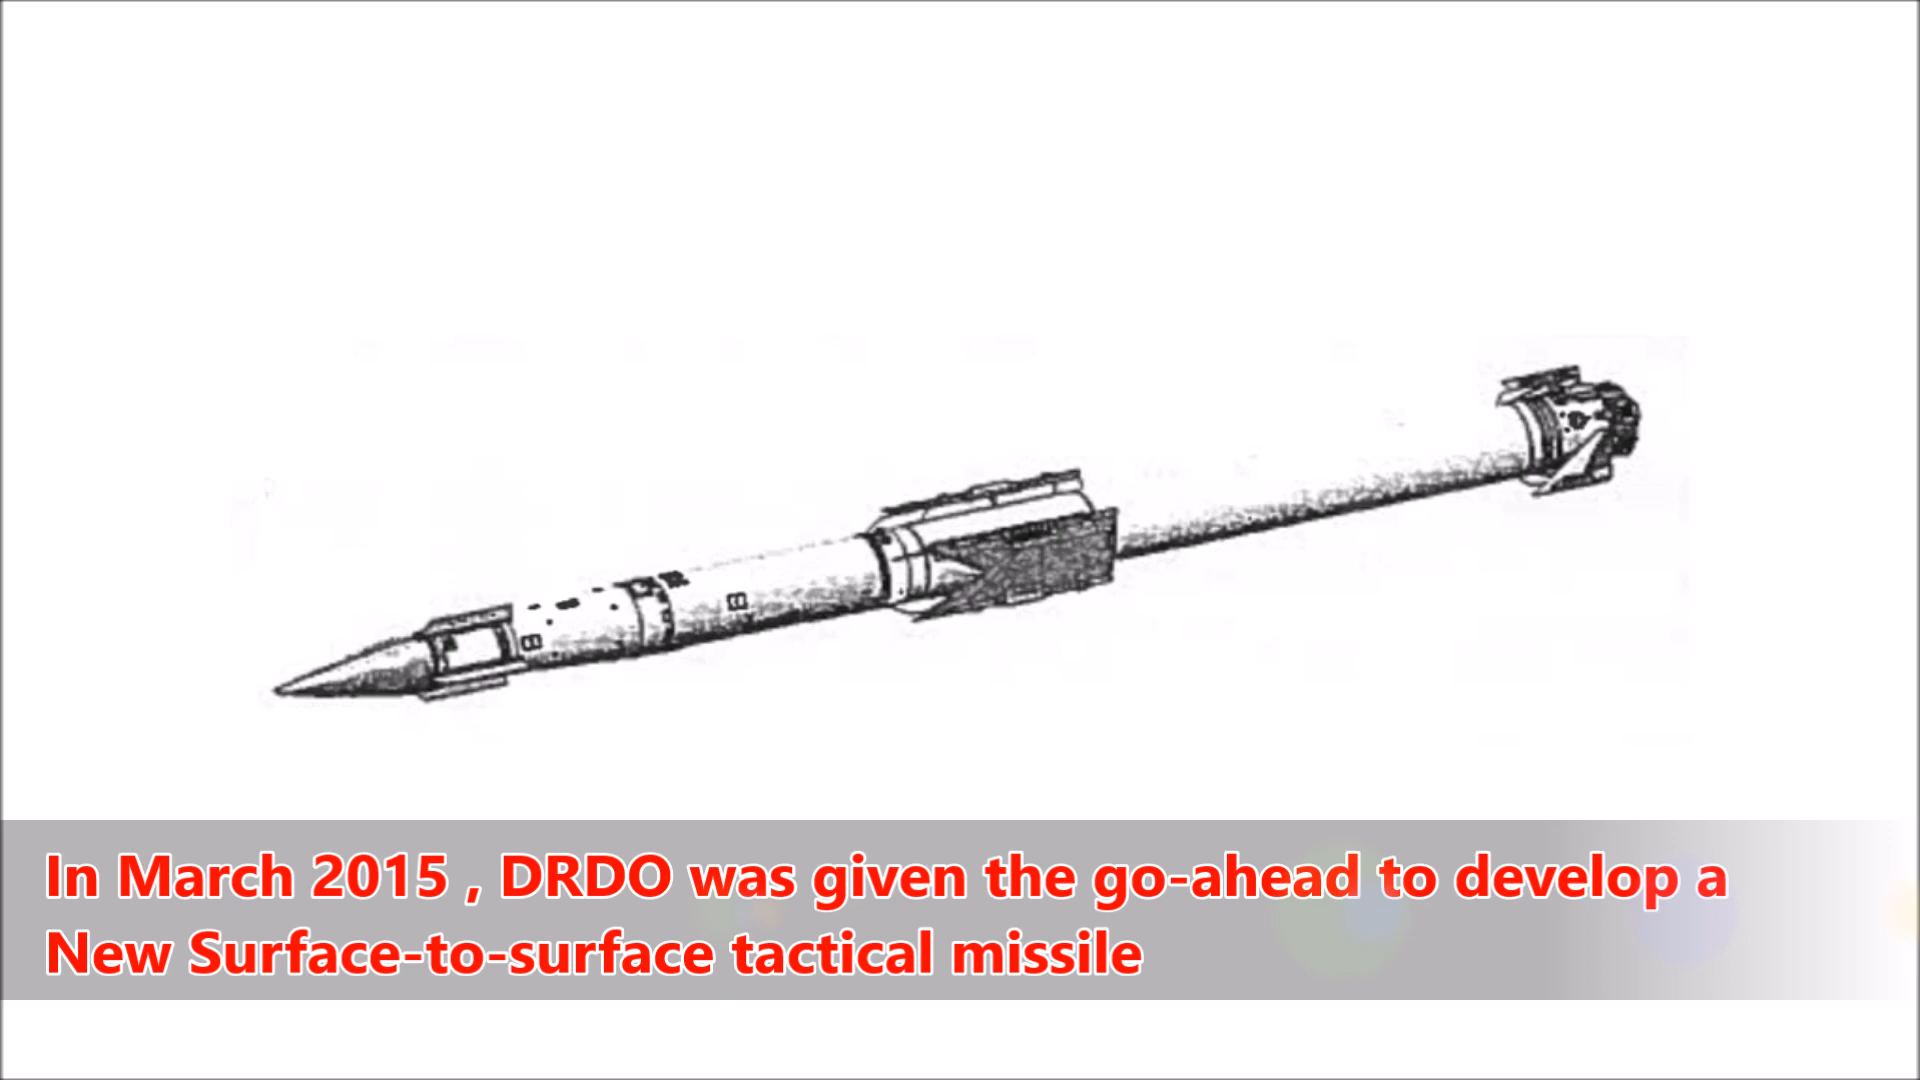 In March 2015 , DRDO was given the go-ahead to develop a
New Surface-to-surface tactical missile